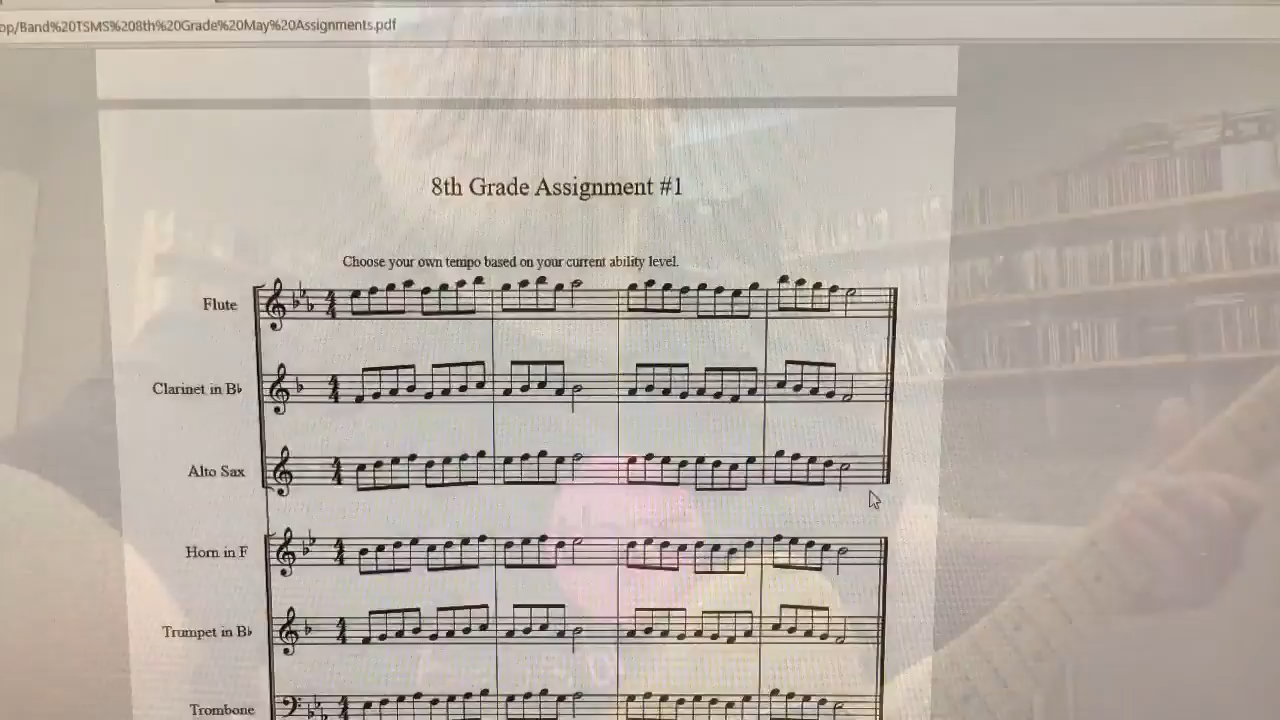 op/Band%20TSMS%208th%20Grade%20May%20Assignments.pdf
8th Grade Assignment #1
Choose your own tempo based on your current ability level.
Flute
Clarinet in B♭
Alto Sax
Horn in F
Trumpet in B♭
Trombone